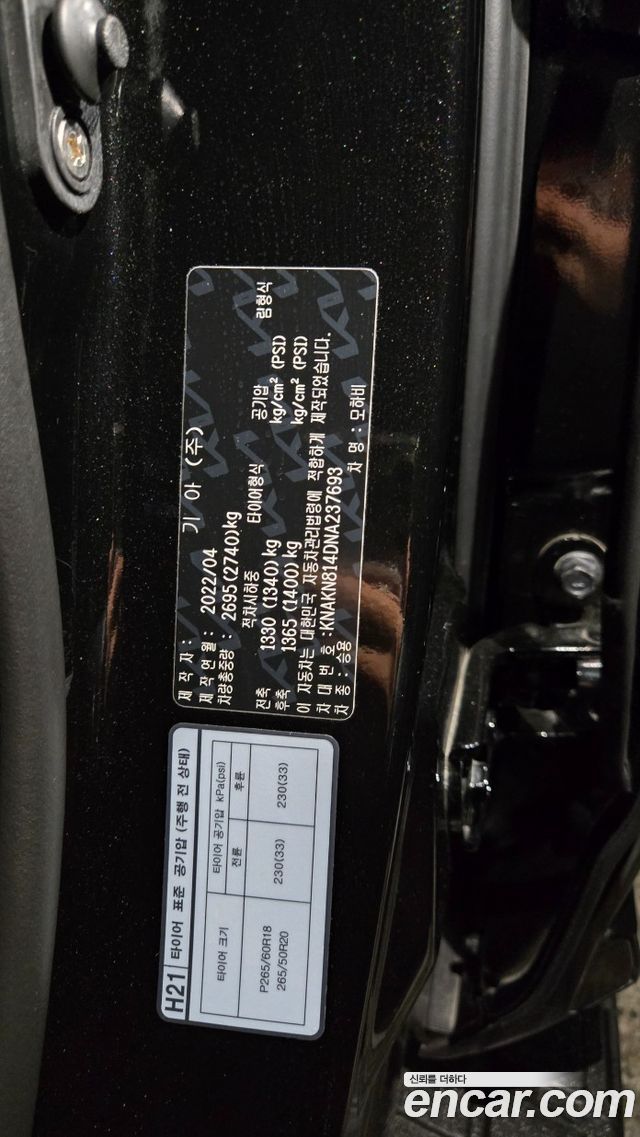 제 작 자 : 기 아 (주)
제 작 연 월 : 2022/04
차량총중량 : 2695(2740)kg
적차시하중 타이어형식 공기압 림형식
전축 1330 (1340) kg kg/cm² (PSI)
후축 1365 (1400) kg kg/cm² (PSI)
이 자동차는 대한민국 자동차관리법령에 적합하게 제작되었습니다.
차 대 번 호 :KNAKN814DNA237693
차 종 : 승용 차 명 : 모하비
H21 타이어 표준 공기압 (주행 전 상태)
타이어 크기 타이어 공기압 kPa(psi)
전륜 후륜
P265/60R18
265/50R20
230(33) 230(33)
신뢰를 더하다
encar.com